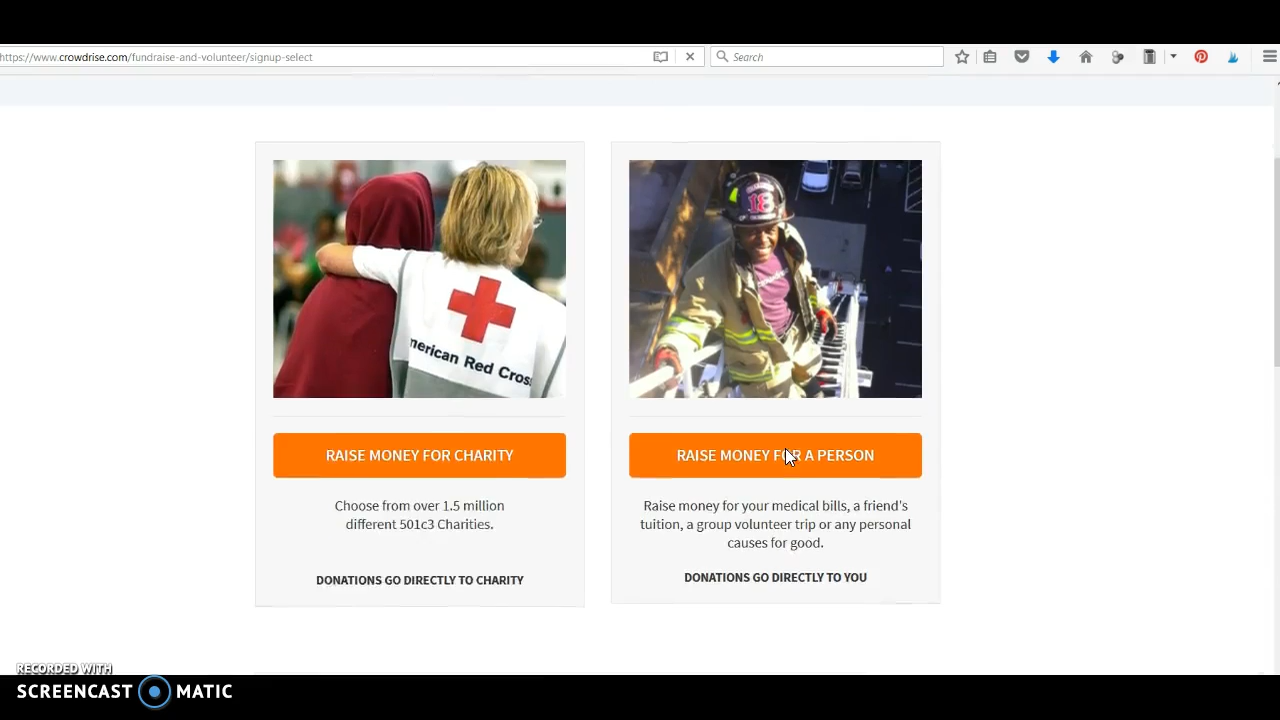 https://www.crowdrise.com/fundraise-and-volunteer/signup-select
Search
18
merican Red Cross
RAISE MONEY FOR CHARITY
Choose from over 1.5 million
different 501c3 Charities.
DONATIONS GO DIRECTLY TO CHARITY
RAISE MONEY FOR A PERSON
Raise money for your medical bills, a friend's
tuition, a group volunteer trip or any personal
causes for good.
DONATIONS GO DIRECTLY TO YOU
RECORDED WITH
SCREENCAST MATIC